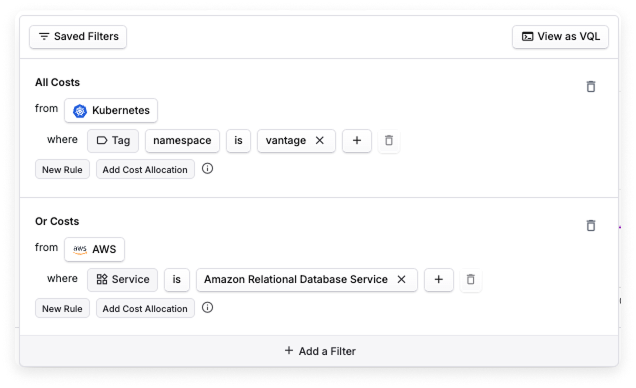 Saved Filters View as VQL
All Costs
from Kubernetes
where Tag namespace is vantage
New Rule Add Cost Allocation
Or Costs
from aws AWS
where Service is Amazon Relational Database Service
New Rule Add Cost Allocation
+ Add a Filter